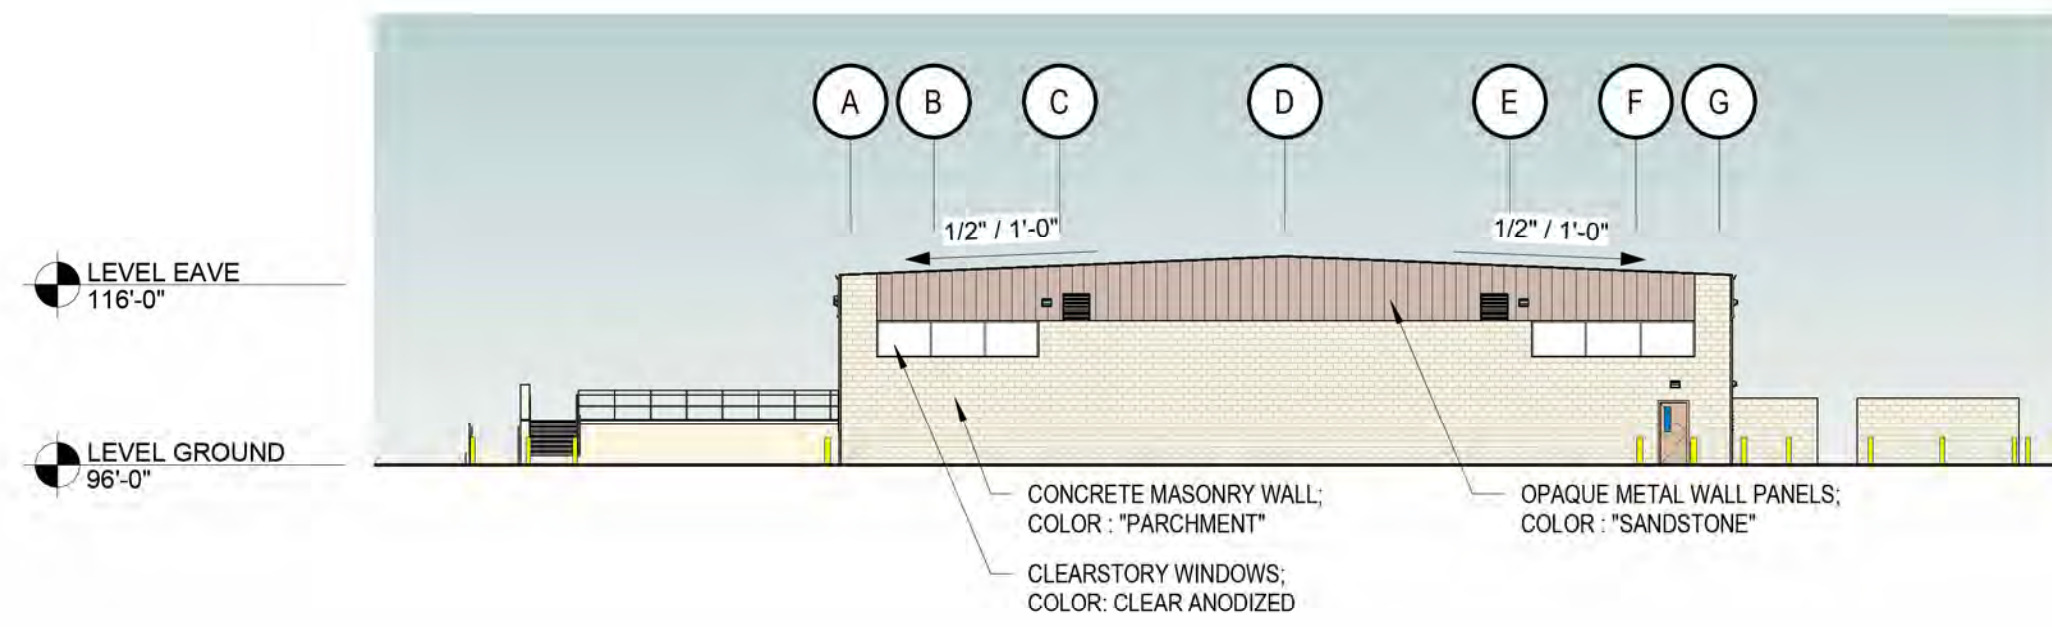 A B C D E F G
1/2" / 1'-0" 1/2" / 1'-0"
LEVEL EAVE
116'-0"
LEVEL GROUND
96'-0"
CONCRETE MASONRY WALL;
COLOR : "PARCHMENT"
OPAQUE METAL WALL PANELS;
COLOR : "SANDSTONE"
CLEARSTORY WINDOWS;
COLOR: CLEAR ANODIZED